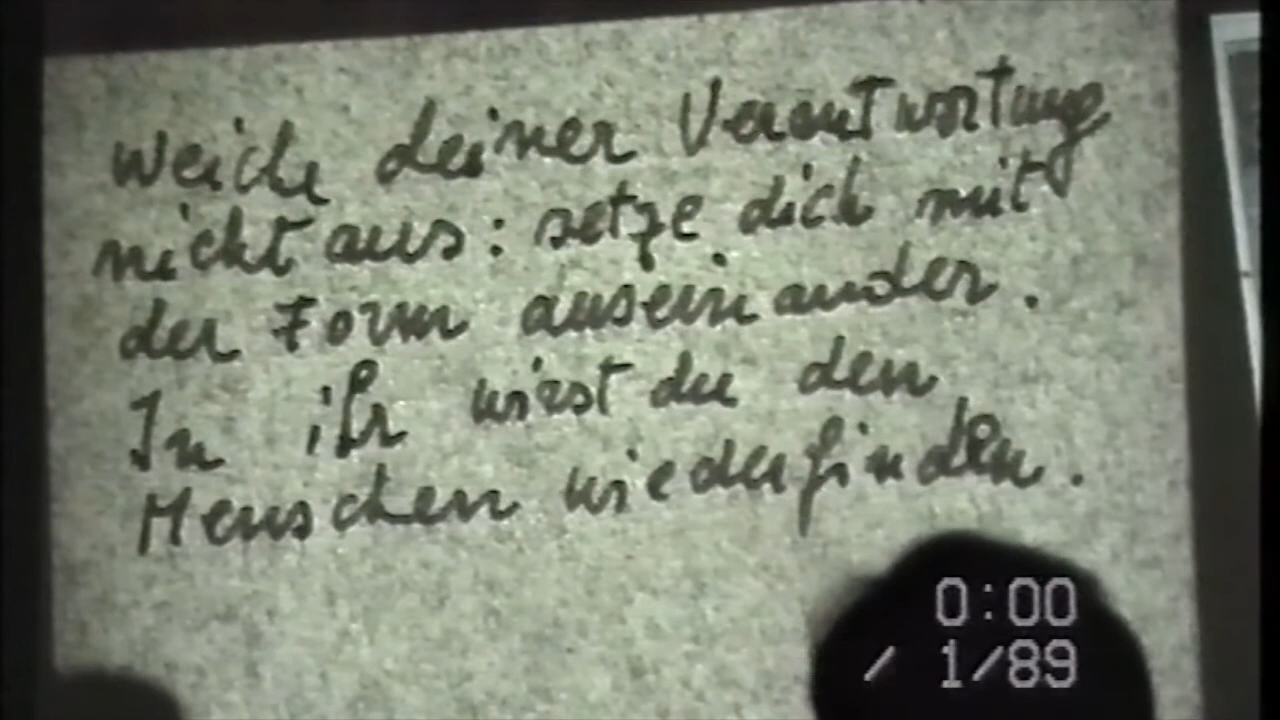 Weiche deiner Verantwortung
nicht aus: setze dich mit
der Form auseinander.
In ihr wirst du den
Menschen wiederfinden.
0:00
/ 1/89